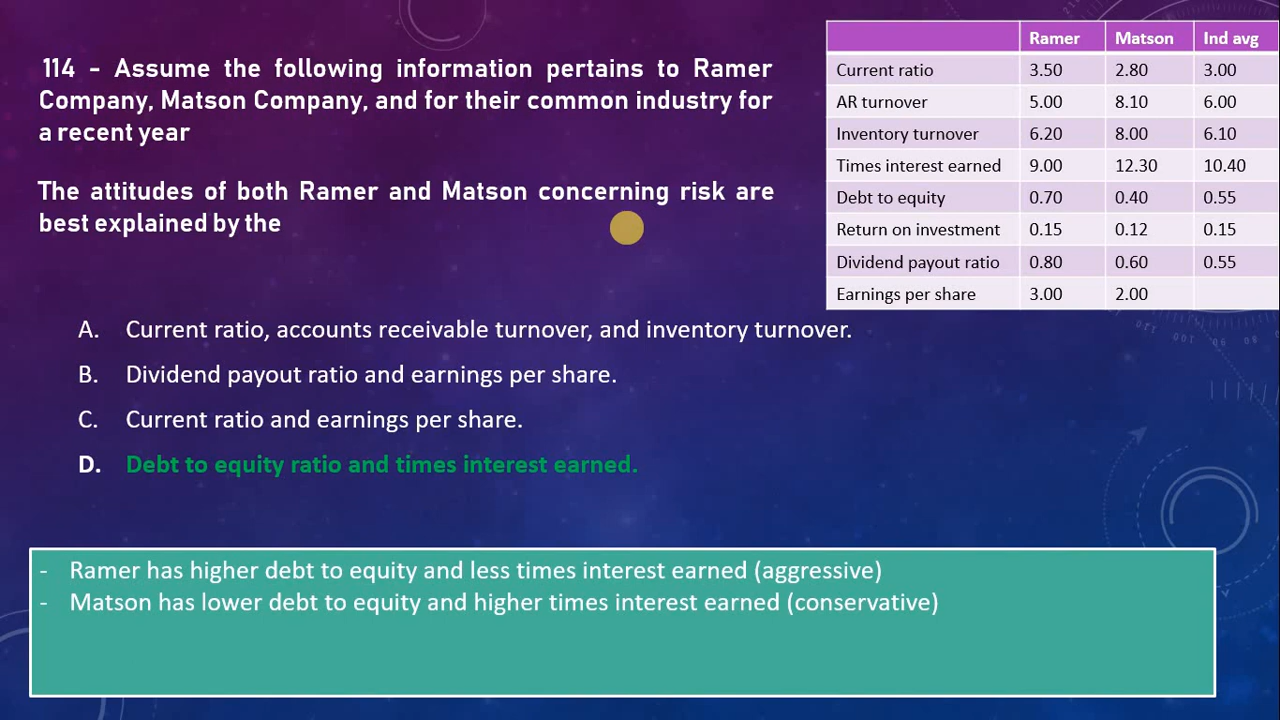 114 - Assume the following information pertains to Ramer
Company, Matson Company, and for their common industry for
a recent year
The attitudes of both Ramer and Matson concerning risk are
best explained by the
Ramer Matson Ind avg
Current ratio 3.50 2.80 3.00
AR turnover 5.00 8.10 6.00
Inventory turnover 6.20 8.00 6.10
Times interest earned 9.00 12.30 10.40
Debt to equity 0.70 0.40 0.55
Return on investment 0.15 0.12 0.15
Dividend payout ratio 0.80 0.60 0.55
Earnings per share 3.00 2.00
A. Current ratio, accounts receivable turnover, and inventory turnover.
B. Dividend payout ratio and earnings per share.
C. Current ratio and earnings per share.
D. Debt to equity ratio and times interest earned.
- Ramer has higher debt to equity and less times interest earned (aggressive)
- Matson has lower debt to equity and higher times interest earned (conservative)